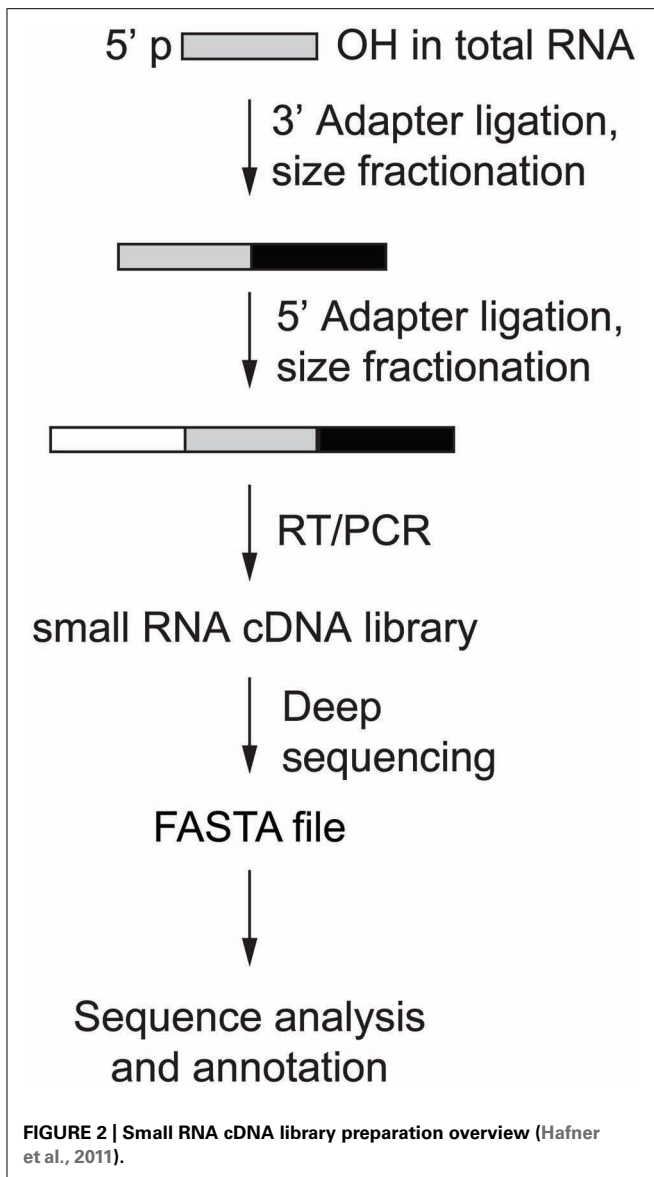 5’ p OH in total RNA
3’ Adapter ligation,
size fractionation
5’ Adapter ligation,
size fractionation
RT/PCR
small RNA cDNA library
Deep
sequencing
FASTA file
Sequence analysis
and annotation
FIGURE 2 | Small RNA cDNA library preparation overview (Hafner
et al., 2011).